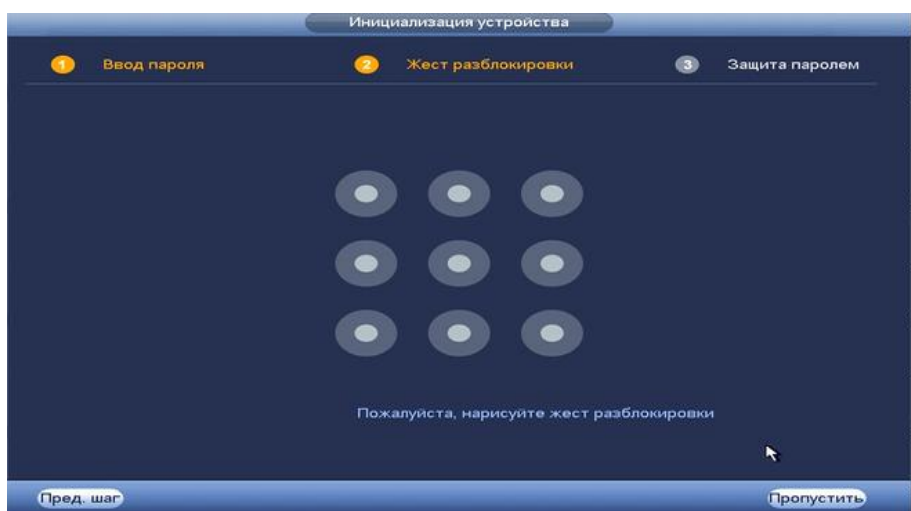 Инициализация устройства
1 Ввод пароля 2 Жест разблокировки 3 Защита паролем
Пожалуйста, нарисуйте жест разблокировки
Пред. шаг Пропустить